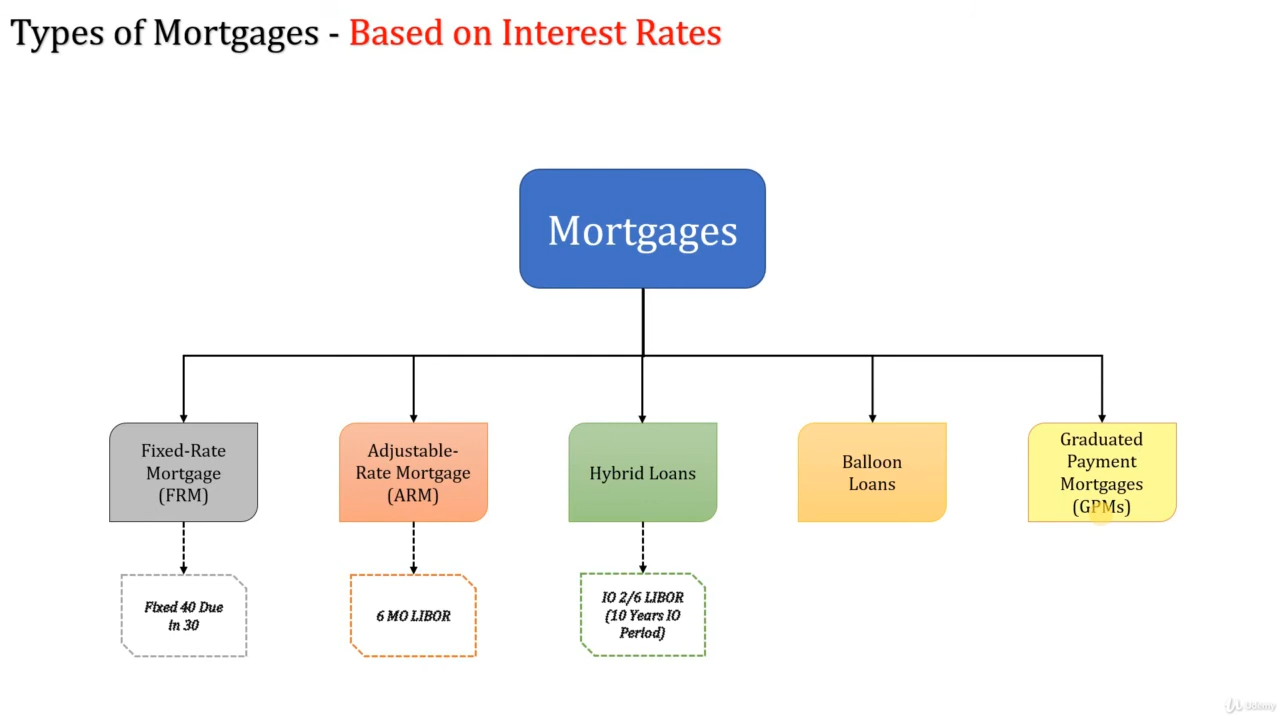 Types of Mortgages - Based on Interest Rates
Mortgages
Fixed-Rate
Mortgage
(FRM)
Adjustable-
Rate Mortgage
(ARM)
Hybrid Loans
Balloon
Loans
Graduated
Payment
Mortgages
(GPMs)
Fixed 40 Due
in 30
6 MO LIBOR
IO 2/6 LIBOR
(10 Years IO
Period)
Udemy